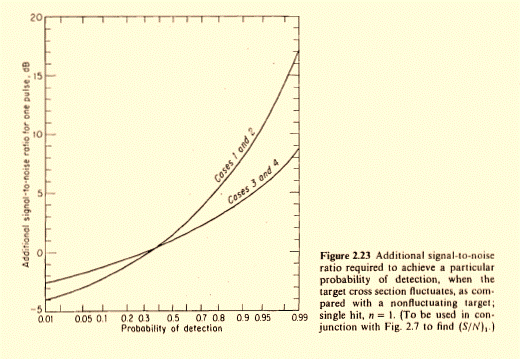 20
15
10
5
0
-5
Additional signal-to-noise ratio for one pulse, dB
Cases 1 and 2
Cases 3 and 4
0.01 0.05 0.1 0.2 0.3 0.5 0.7 0.8 0.9 0.95 0.99
Probability of detection
Figure 2.23 Additional signal-to-noise
ratio required to achieve a particular
probability of detection, when the
target cross section fluctuates, as com-
pared with a nonfluctuating target;
single hit, n = 1. (To be used in con-
junction with Fig. 2.7 to find (S/N)₁.)